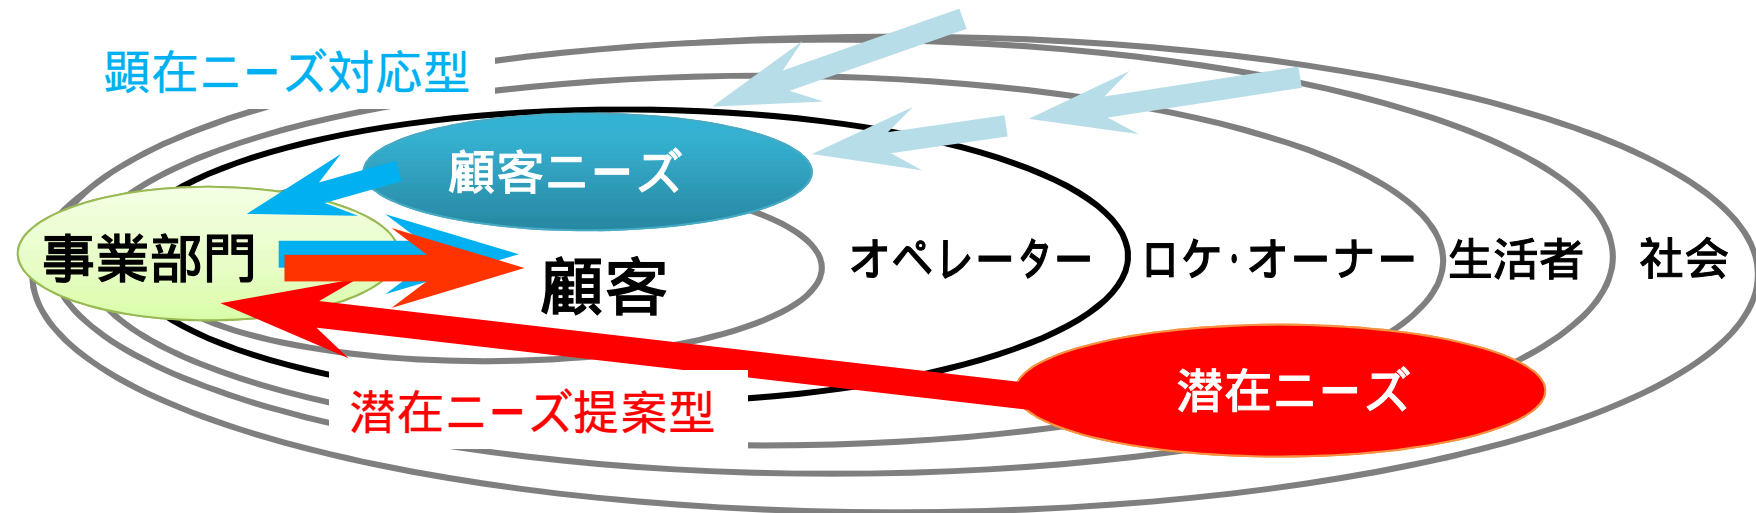 顕在ニーズ対応型
顧客ニーズ
事業部門
顧客
オペレーター
ロケ・オーナー
生活者
社会
潜在ニーズ
潜在ニーズ提案型